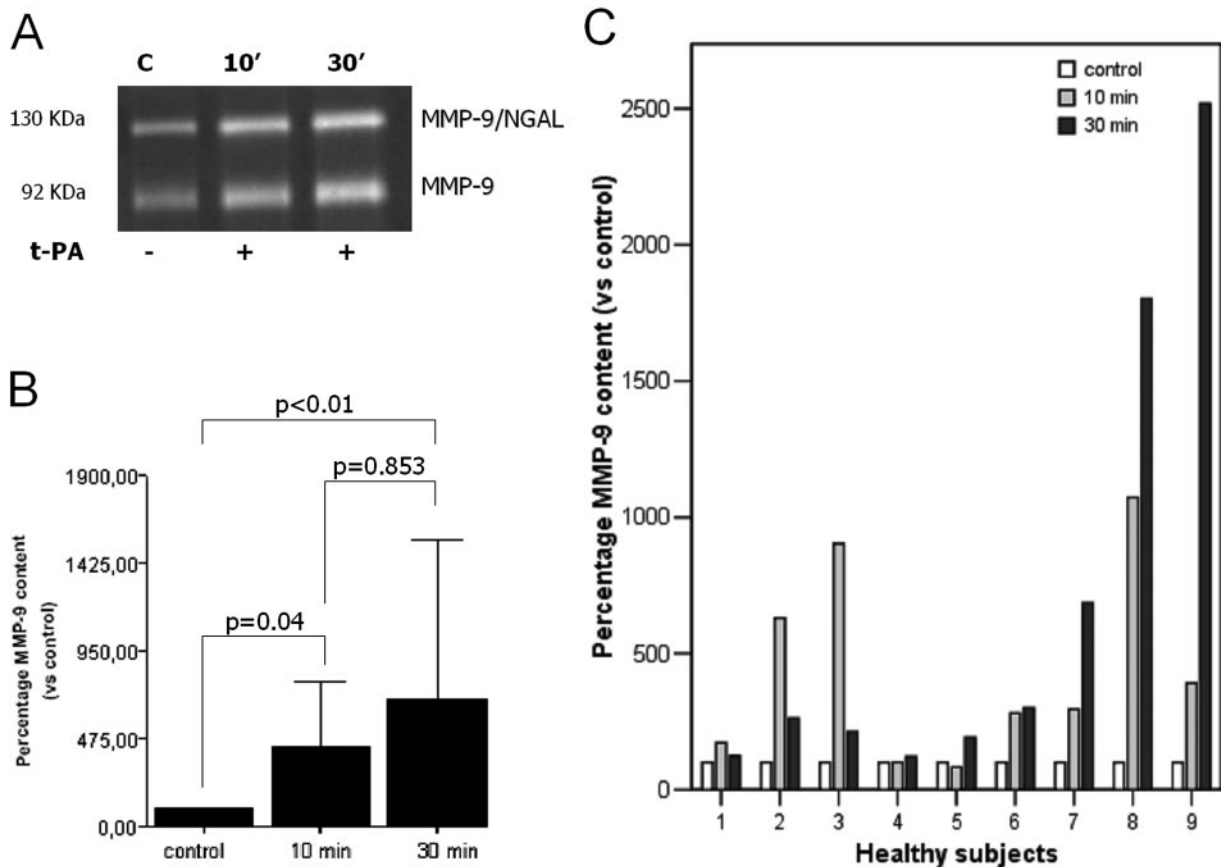 A
C 10′ 30′
130 KDa
MMP-9/NGAL
92 KDa
MMP-9
t-PA - + +
B
p<0.01
p=0.853
p=0.04
Percentage MMP-9 content
(vs control)
1900,00
1425,00
950,00
475,00
0,00
control 10 min 30 min
C
control
10 min
30 min
Percentage MMP-9 content (vs control)
2500
2000
1500
1000
500
0
1 2 3 4 5 6 7 8 9
Healthy subjects